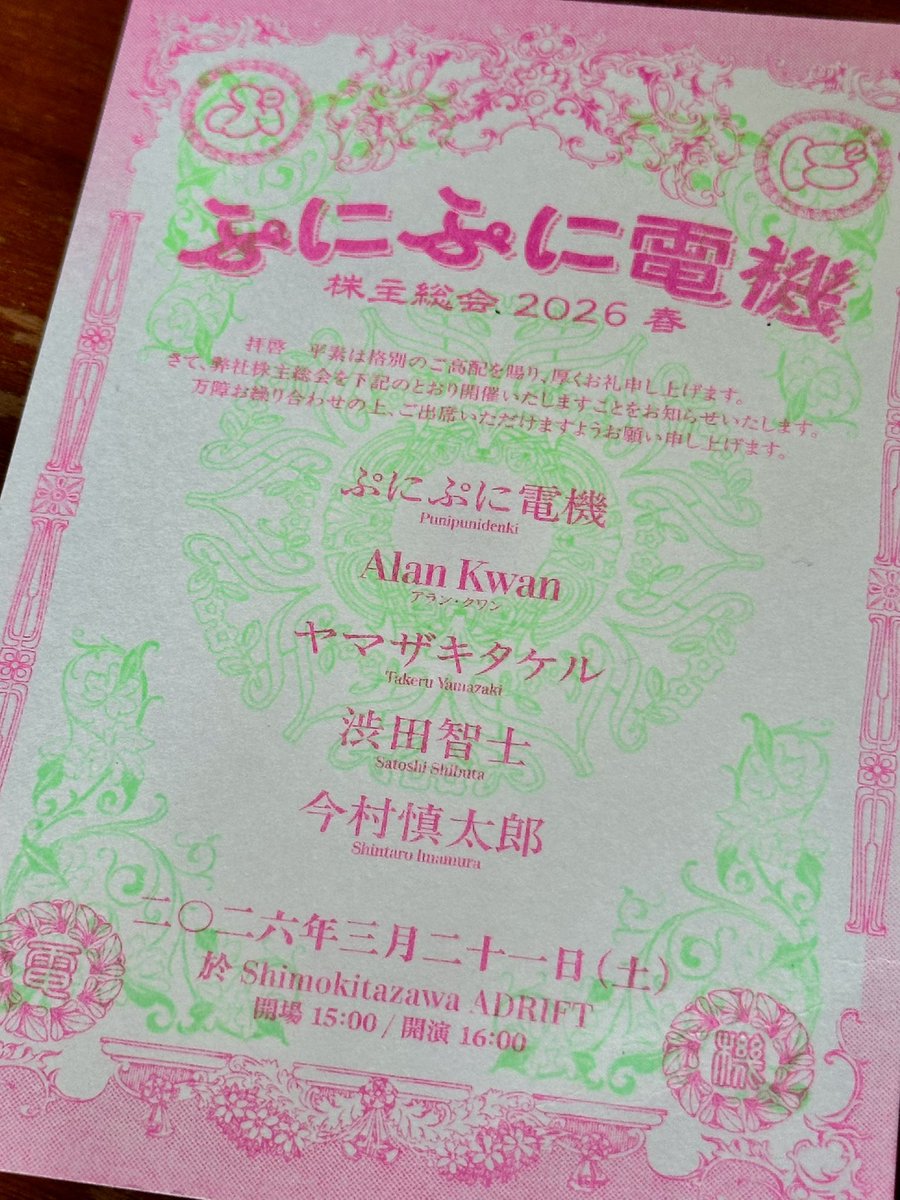 ぷ
に
ぷにぷに電機
株主総会 2026 春
拝啓 平素は格別のご高配を賜り、厚くお礼申し上げます。
さて、弊社株主総会を下記のとおり開催いたしますことをお知らせいたします。
万障お繰り合わせの上、ご出席いただけますようお願い申し上げます。
ぷにぷに電機
Punipunidenki
Alan Kwan
アラン・クワン
ヤマザキタケル
Takeru Yamazaki
渋田智士
Satoshi Shibuta
今村慎太郎
Shintaro Imamura
二〇二六年三月二十一日(土)
於 Shimokitazawa ADRIFT
開場 15:00 / 開演 16:00
電
機